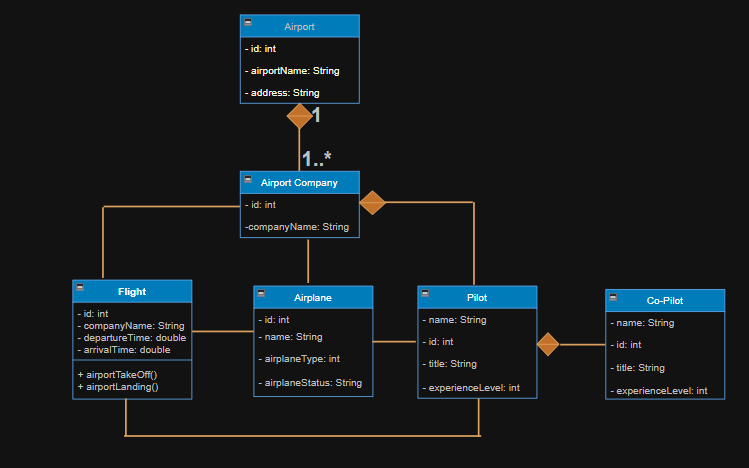 Airport
- id: int
- airportName: String
- address: String
1
1..*
Airport Company
- id: int
-companyName: String
Flight
- id: int
- companyName: String
- departureTime: double
- arrivalTime: double
+ airportTakeOff()
+ airportLanding()
Airplane
- id: int
- name: String
- airplaneType: int
- airplaneStatus: String
Pilot
- name: String
- id: int
- title: String
- experienceLevel: int
Co-Pilot
- name: String
- id: int
- title: String
- experienceLevel: int